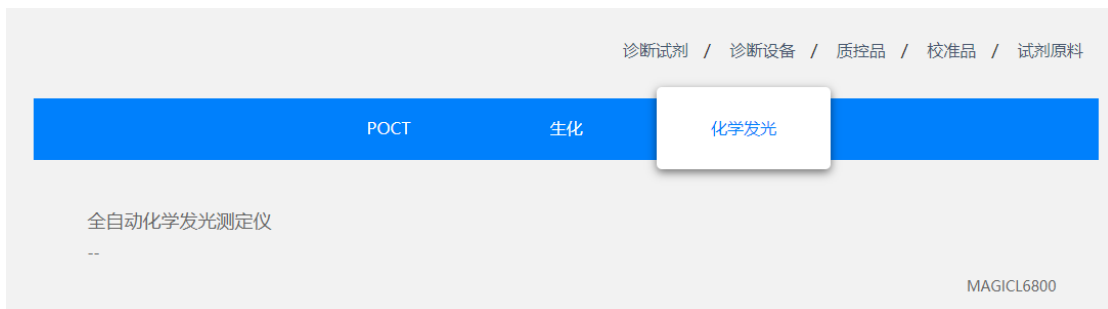 诊断试剂 / 诊断设备 / 质控品 / 校准品 / 试剂原料
POCT 生化 化学发光
全自动化学发光测定仪
--
MAGICL6800